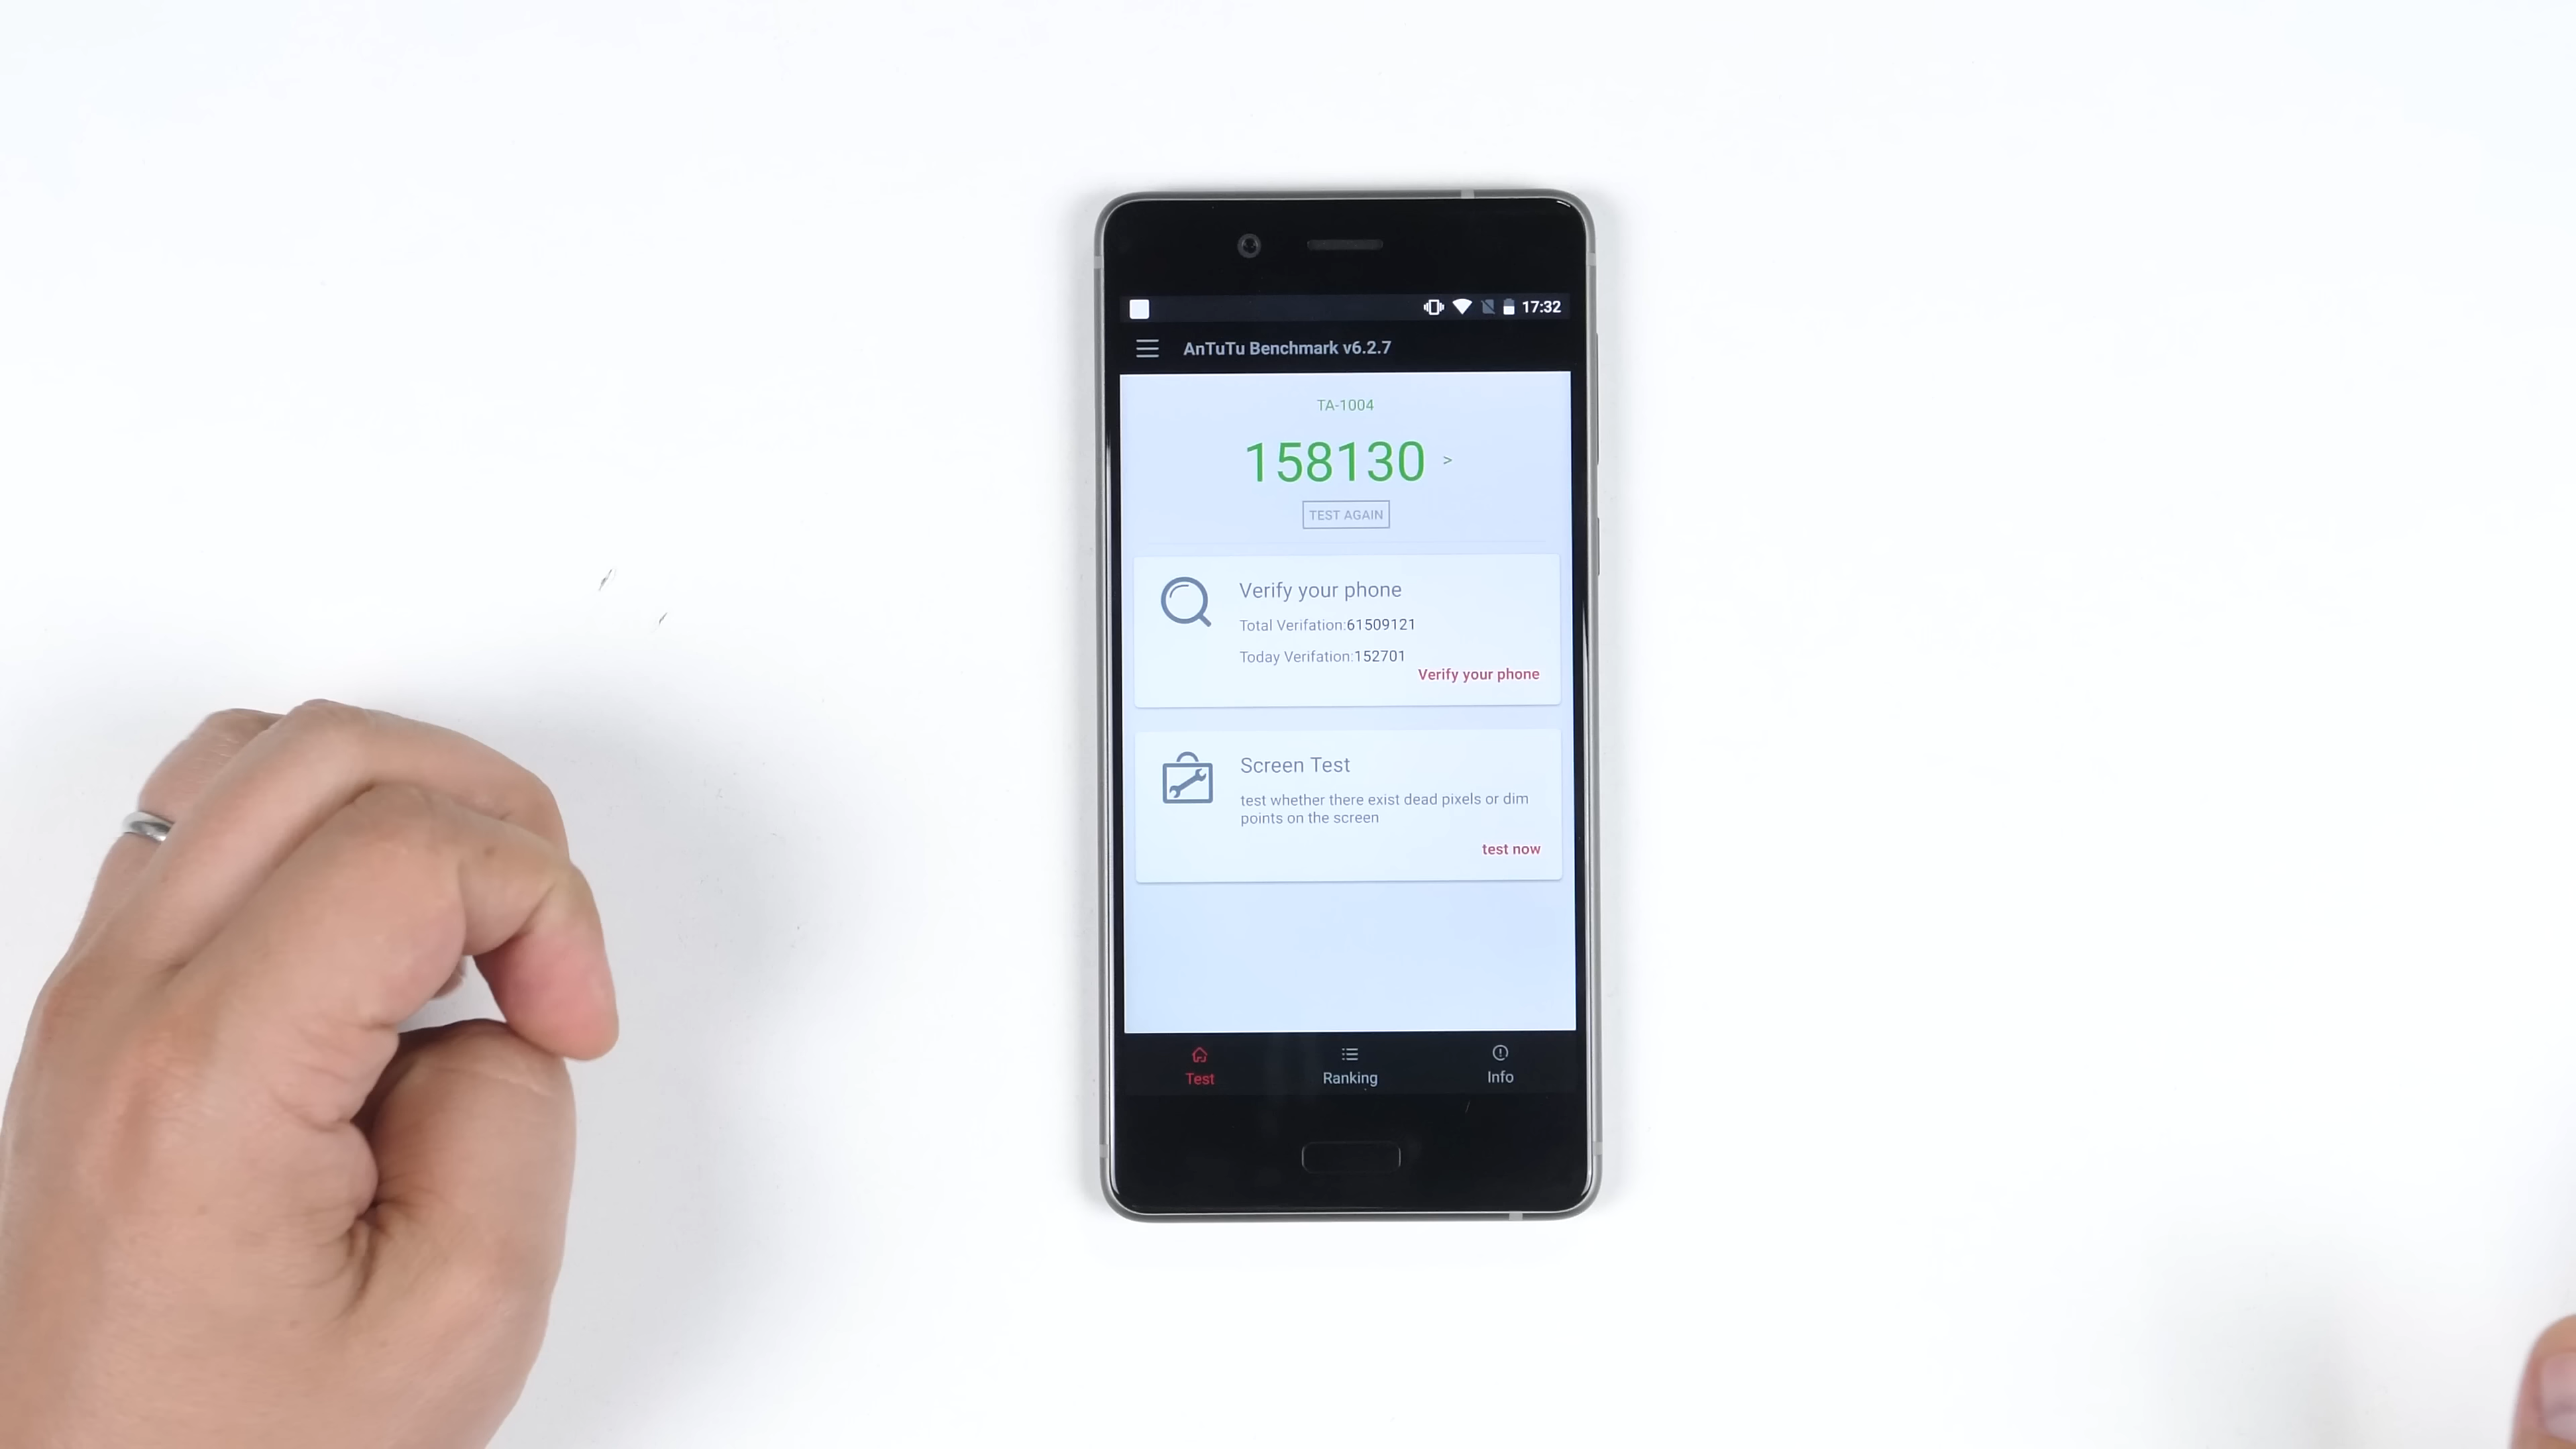 17:32
AnTuTu Benchmark v6.2.7
TA-1004
158130 >
TEST AGAIN
Verify your phone
Total Verifation:61509121
Today Verifation:152701
Verify your phone
Screen Test
test whether there exist dead pixels or dim
points on the screen
test now
Test Ranking Info